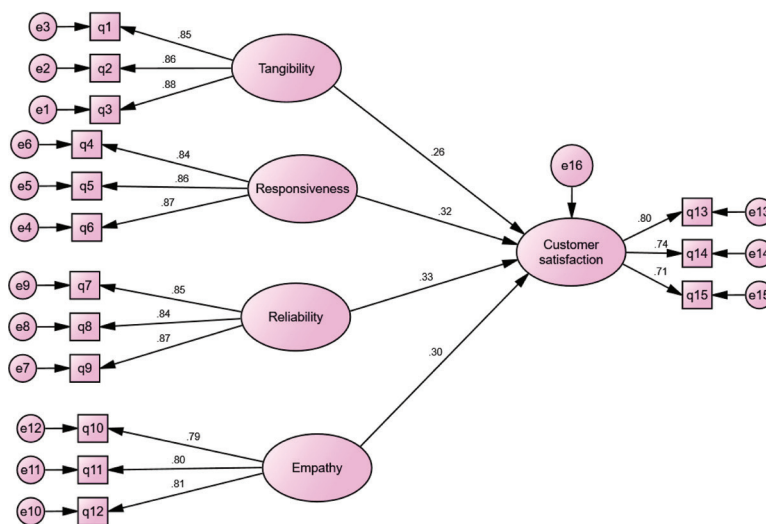 e3
q1
.85
e2
q2
.86
Tangibility
e1
q3
.88
e6
q4
.84
e5
q5
.86
Responsiveness
e4
q6
.87
e9
q7
.85
e8
q8
.84
Reliability
e7
q9
.87
e12
q10
.79
e11
q11
.80
Empathy
e10
q12
.81
.26
.32
.33
.30
e16
Customer
satisfaction
.80
q13
e13
.74
q14
e14
.71
q15
e15